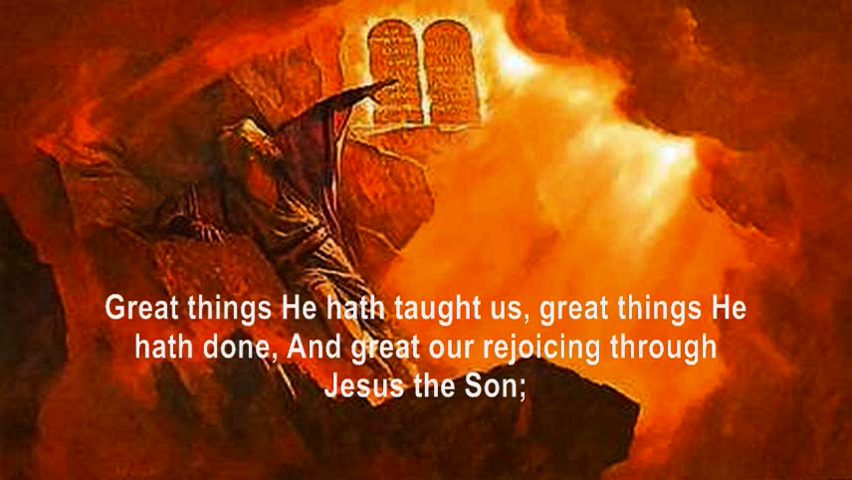 Great things He hath taught us, great things He
hath done, And great our rejoicing through
Jesus the Son;